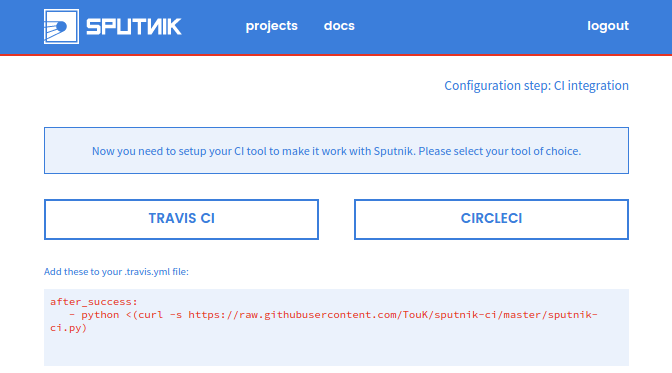 SPUTNIK projects docs logout
Configuration step: CI integration
Now you need to setup your CI tool to make it work with Sputnik. Please select your tool of choice.
TRAVIS CI CIRCLECI
Add these to your .travis.yml file:
after_success:
- python <(curl -s https://raw.githubusercontent.com/TouK/sputnik-ci/master/sputnik-
ci.py)